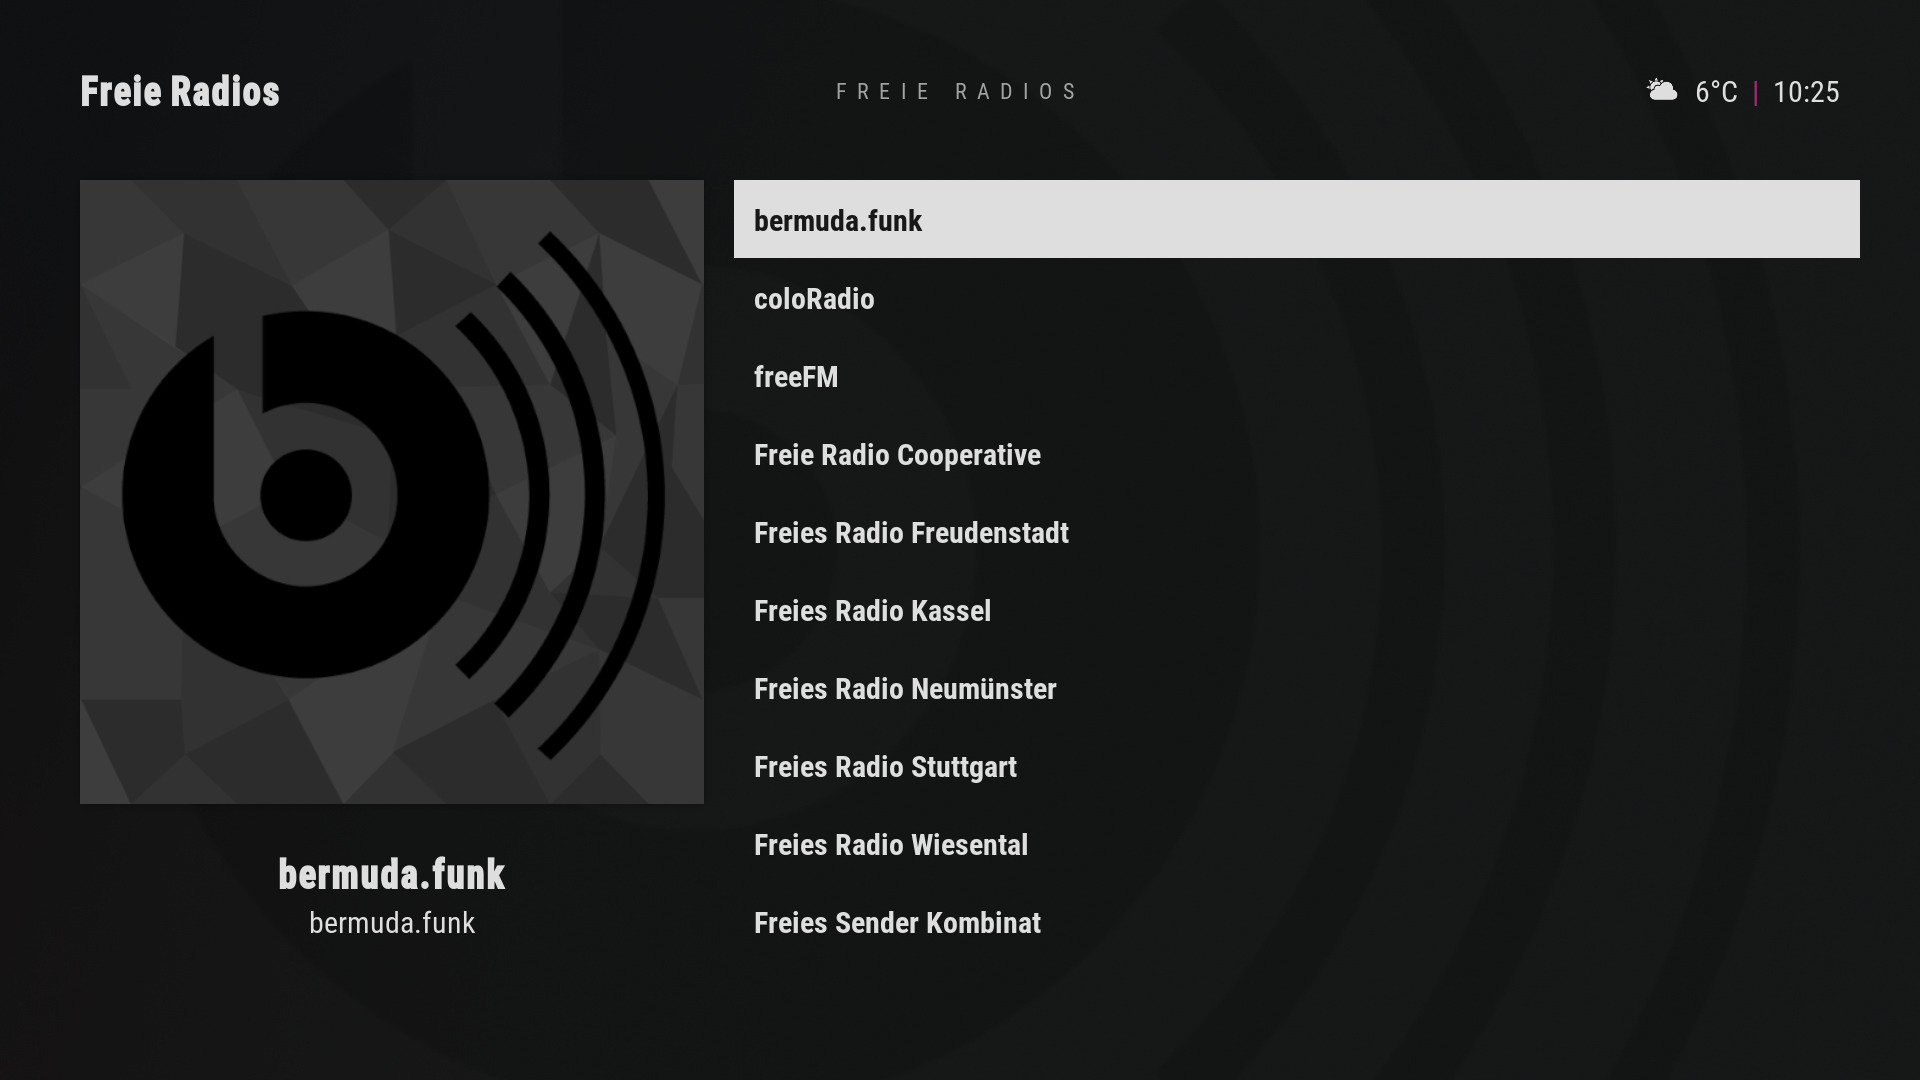 Freie Radios
FREIE RADIOS
6°C | 10:25
bermuda.funk
coloRadio
freeFM
Freie Radio Cooperative
Freies Radio Freudenstadt
Freies Radio Kassel
Freies Radio Neumünster
Freies Radio Stuttgart
Freies Radio Wiesental
Freies Sender Kombinat
bermuda.funk
bermuda.funk